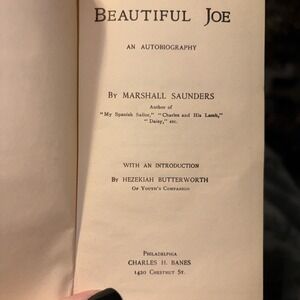 BEAUTIFUL JOE
AN AUTOBIOGRAPHY
BY MARSHALL SAUNDERS
Author of
"My Spanish Sailor," "Charles and His Lamb,"
"Daisy," etc.
WITH AN INTRODUCTION
BY HEZEKIAH BUTTERWORTH
OF YOUTH'S COMPANION
PHILADELPHIA
CHARLES H. BANES
1420 CHESTNUT ST.